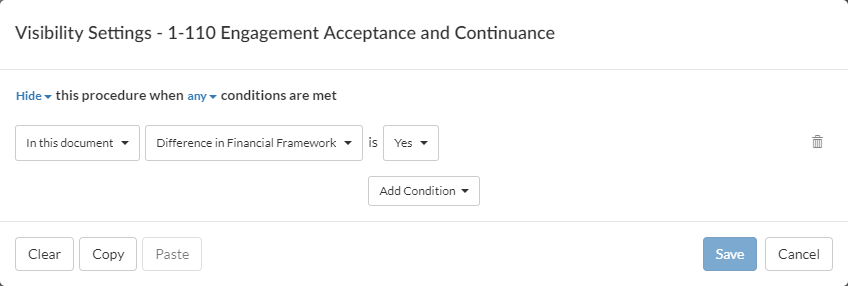 Visibility Settings - 1-110 Engagement Acceptance and Continuance
Hide this procedure when any conditions are met
In this document Difference in Financial Framework is Yes
Add Condition
Clear Copy Paste Save Cancel